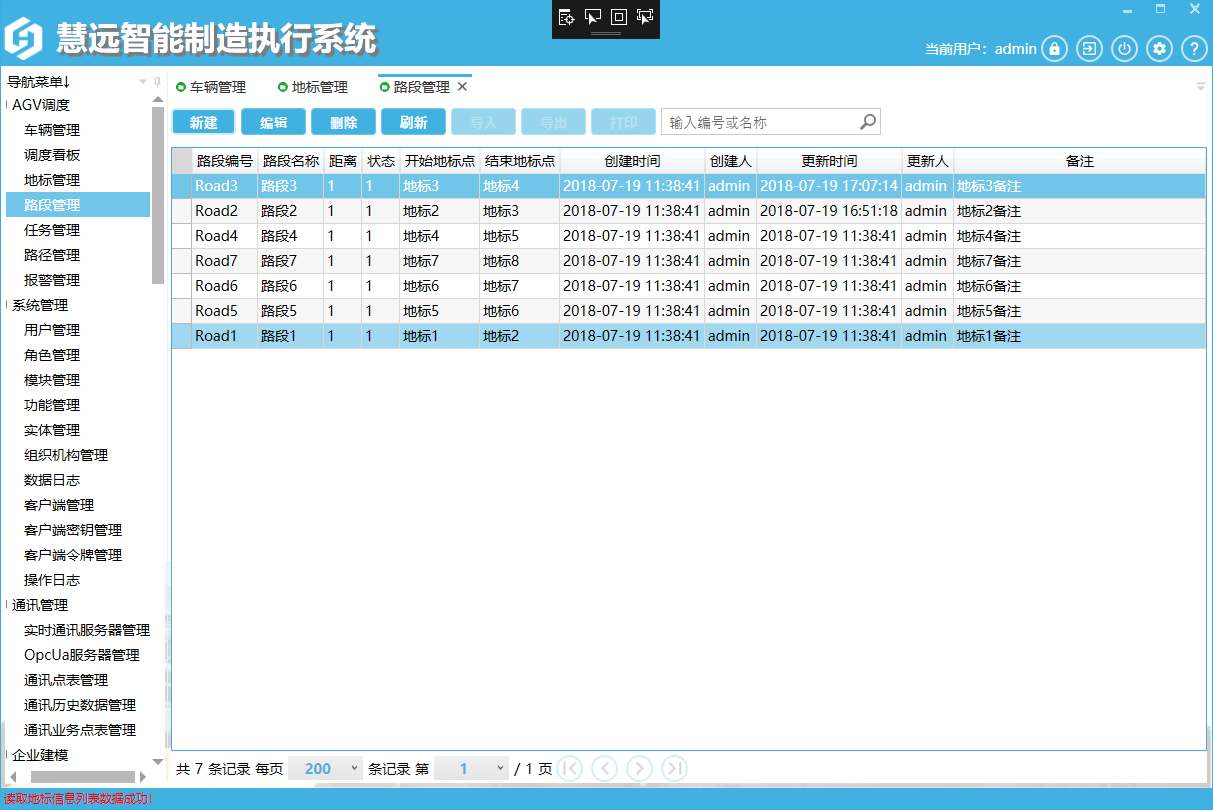 慧远智能制造执行系统
当前用户：admin
导航菜单
AGV调度
车辆管理
调度看板
地标管理
路段管理
任务管理
路径管理
报警管理
系统管理
用户管理
角色管理
模块管理
功能管理
实体管理
组织机构管理
数据日志
客户端管理
客户端密钥管理
客户端令牌管理
操作日志
通讯管理
实时通讯服务器管理
OpcUa服务器管理
通讯点表管理
通讯历史数据管理
通讯业务点表管理
企业建模
车辆管理 地标管理 路段管理
新建 编辑 删除 刷新 导入 导出 打印 输入编号或名称
路段编号 路段名称 距离 状态 开始地标点 结束地标点 创建时间 创建人 更新时间 更新人 备注
Road3 路段3 1 1 地标3 地标4 2018-07-19 11:38:41 admin 2018-07-19 17:07:14 admin 地标3备注
Road2 路段2 1 1 地标2 地标3 2018-07-19 11:38:41 admin 2018-07-19 16:51:18 admin 地标2备注
Road4 路段4 1 1 地标4 地标5 2018-07-19 11:38:41 admin 2018-07-19 11:38:41 admin 地标4备注
Road7 路段7 1 1 地标7 地标8 2018-07-19 11:38:41 admin 2018-07-19 11:38:41 admin 地标7备注
Road6 路段6 1 1 地标6 地标7 2018-07-19 11:38:41 admin 2018-07-19 11:38:41 admin 地标6备注
Road5 路段5 1 1 地标5 地标6 2018-07-19 11:38:41 admin 2018-07-19 11:38:41 admin 地标5备注
Road1 路段1 1 1 地标1 地标2 2018-07-19 11:38:41 admin 2018-07-19 11:38:41 admin 地标1备注
共 7 条记录 每页 200 条记录 第 1 / 1 页
读取地标信息列表数据成功!